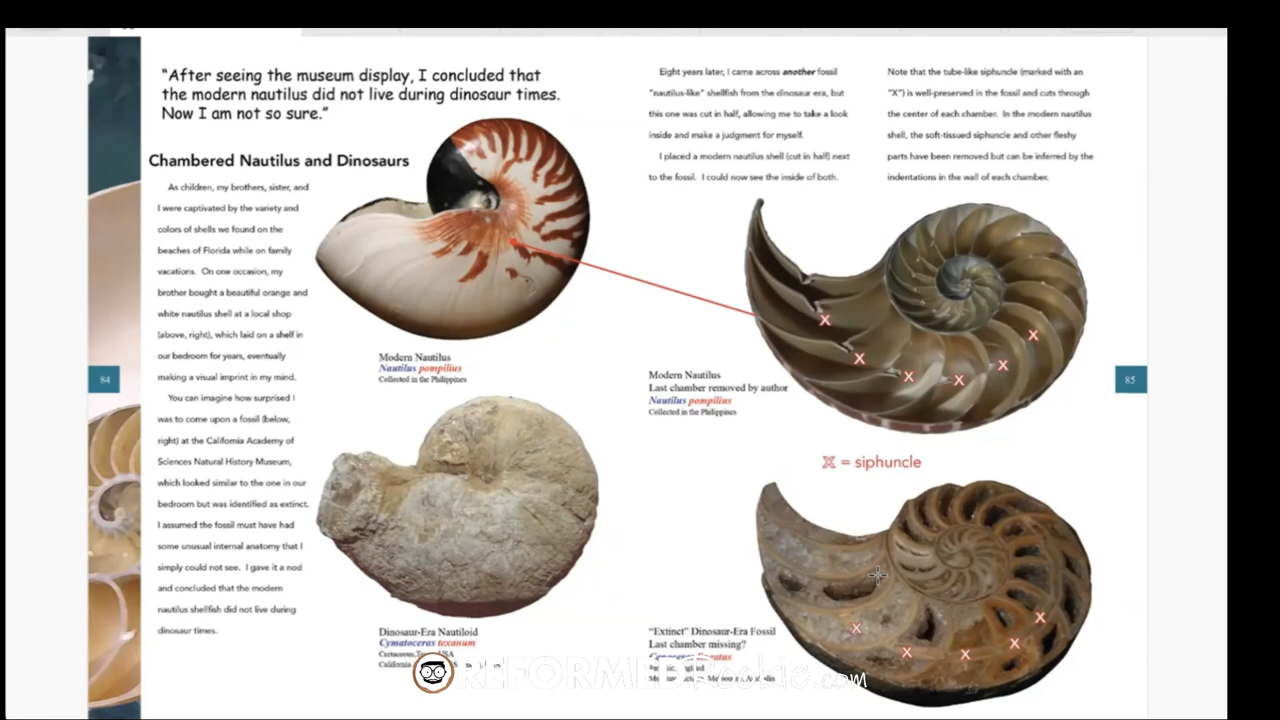 “After seeing the museum display, I concluded that
the modern nautilus did not live during dinosaur times.
Now I am not so sure.”
Chambered Nautilus and Dinosaurs
As children, my brothers, sister, and
I were captivated by the variety and
colors of shells we found on the
beaches of Florida while on family
vacations. On one occasion, my
brother bought a beautiful orange and
white nautilus shell at a local shop
(above, right), which laid on a shelf in
our bedroom for years, eventually
making a visual imprint in my mind.
You can imagine how surprised I
was to come upon a fossil (below,
right) at the California Academy of
Sciences Natural History Museum,
which looked similar to the one in our
bedroom but was identified as extinct.
I assumed the fossil must have had
some unusual internal anatomy that I
simply could not see. I gave it a nod
and concluded that the modern
nautilus shellfish did not live during
dinosaur times.
84
Modern Nautilus
Nautilus pompilius
Collected in the Philippines
Dinosaur-Era Nautiloid
Cymatoceras texanum
Cretaceous,
Eight years later, I came across another fossil
“nautilus-like” shellfish from the dinosaur era, but
this one was cut in half, allowing me to take a look
inside and make a judgment for myself.
I placed a modern nautilus shell (cut in half) next
to the fossil. I could now see the inside of both.
Note that the tube-like siphuncle (marked with an
“X”) is well-preserved in the fossil and cuts through
the center of each chamber. In the modern nautilus
shell, the soft-tissued siphuncle and other fleshy
parts have been removed but can be inferred by the
indentations in the wall of each chamber.
X X X X X X
Modern Nautilus
Last chamber removed by author
Nautilus pompilius
Collected in the Philippines
85
X = siphuncle
X X X X X
“Extinct” Dinosaur-Era Fossil
Last chamber missing?
REFORMED Rookie.com